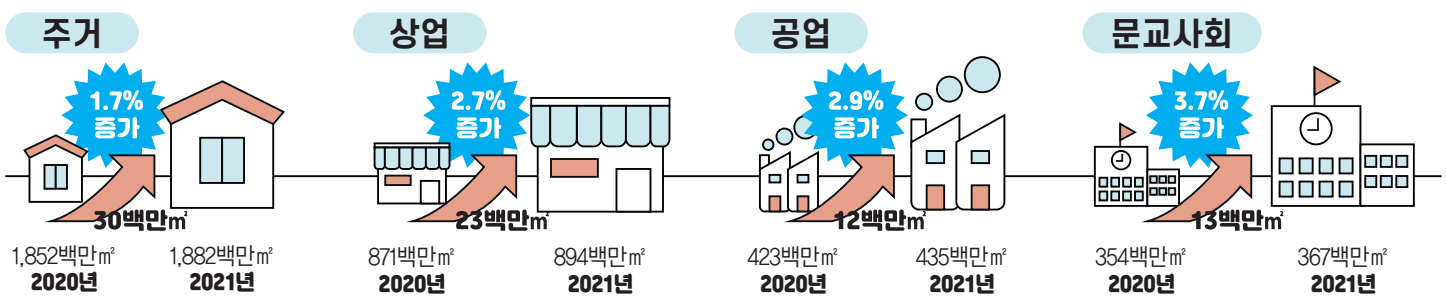 주거
1.7%
증가
30백만㎡
1,852백만㎡
2020년
1,882백만㎡
2021년
상업
2.7%
증가
23백만㎡
871백만㎡
2020년
894백만㎡
2021년
공업
2.9%
증가
12백만㎡
423백만㎡
2020년
435백만㎡
2021년
문교사회
3.7%
증가
13백만㎡
354백만㎡
2020년
367백만㎡
2021년